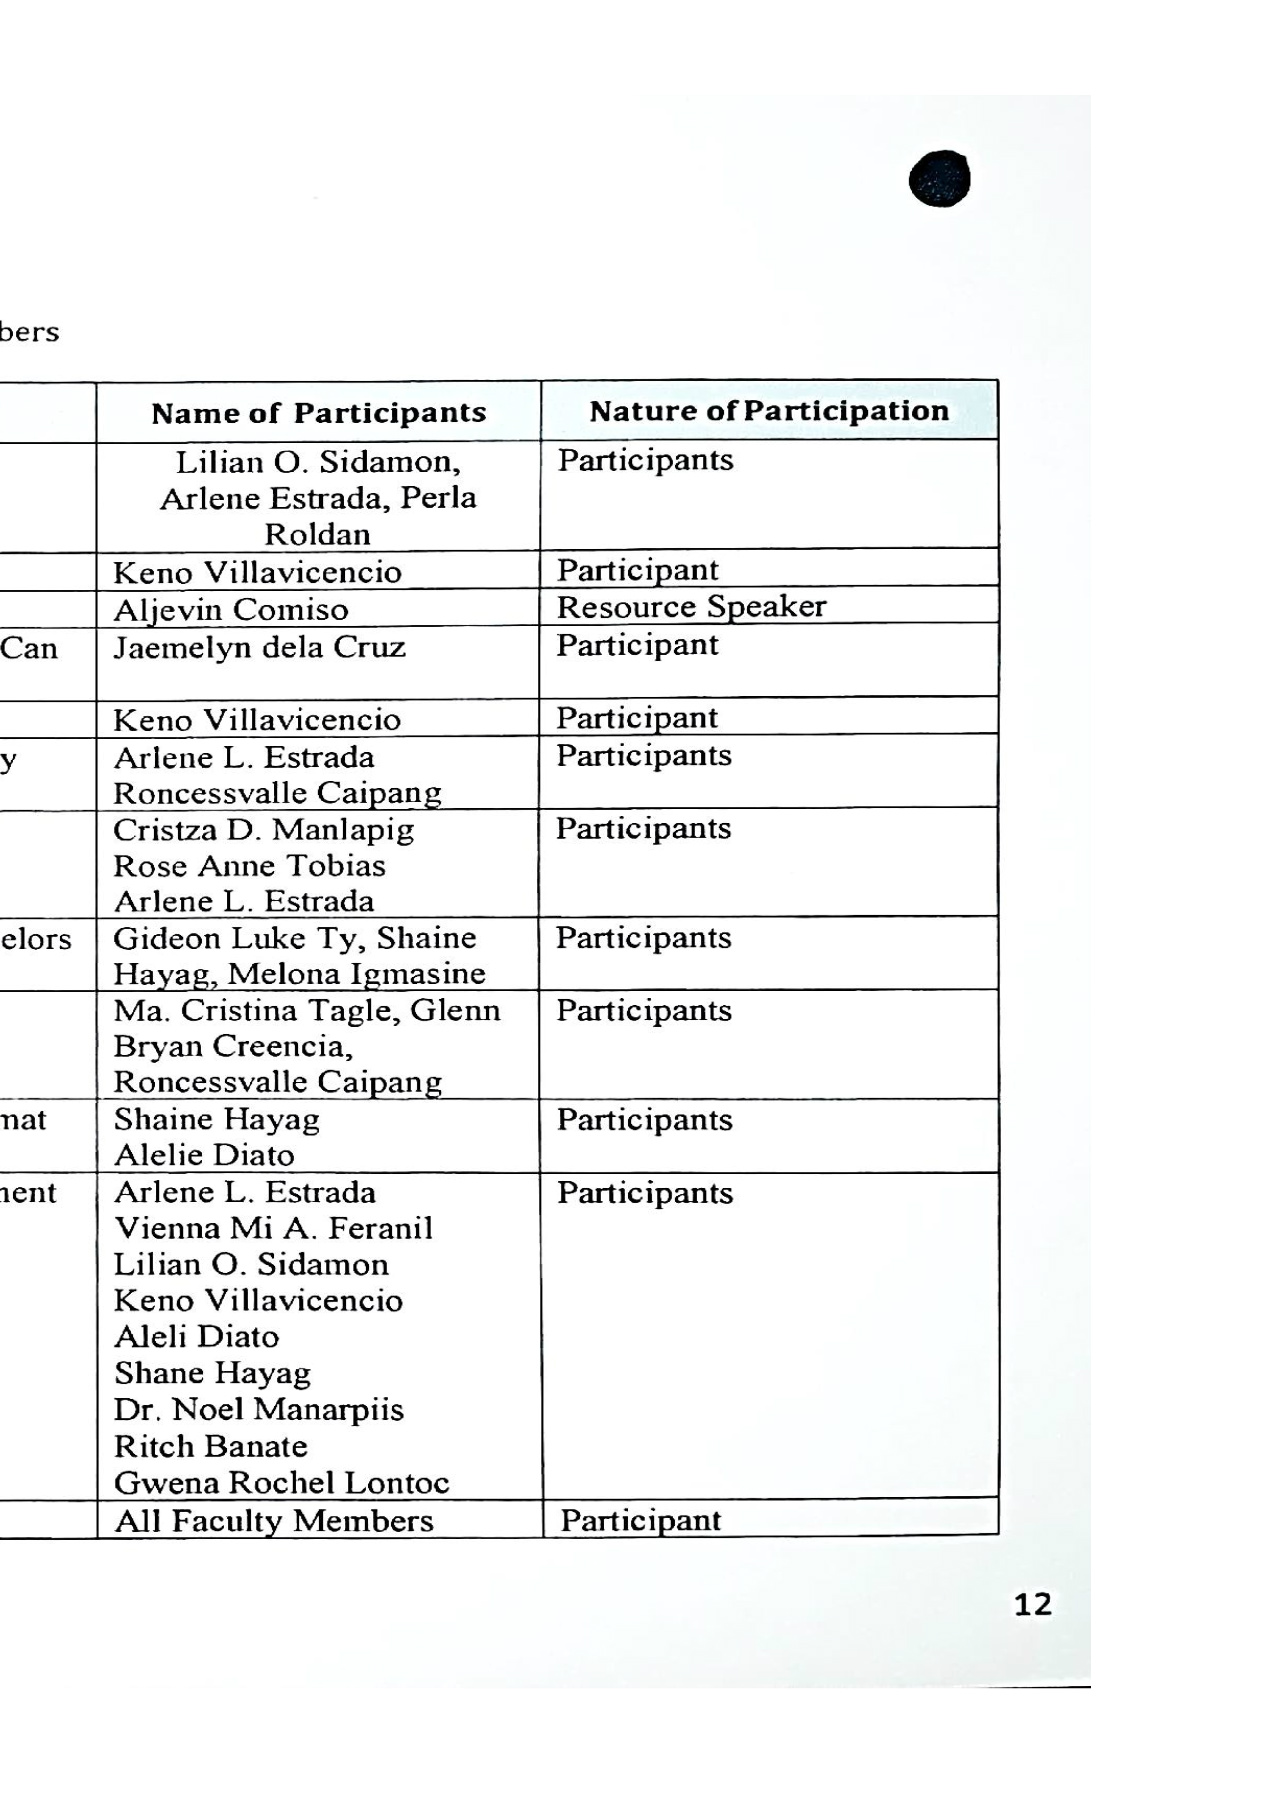 bers
Name of Participants Nature of Participation
Lilian O. Sidamon, Participants
Arlene Estrada, Perla
Roldan
Keno Villavicencio Participant
Aljevin Comiso Resource Speaker
Can Jaemelyn dela Cruz Participant
Keno Villavicencio Participant
y Arlene L. Estrada Participants
Roncessvalle Caipang
Cristza D. Manlapig Participants
Rose Anne Tobias
Arlene L. Estrada
elors Gideon Luke Ty, Shaine Participants
Hayag, Melona Igmasine
Ma. Cristina Tagle, Glenn Participants
Bryan Creencia,
Roncessvalle Caipang
mat Shaine Hayag Participants
Alelie Diato
nent Arlene L. Estrada Participants
Vienna Mi A. Feranil
Lilian O. Sidamon
Keno Villavicencio
Aleli Diato
Shane Hayag
Dr. Noel Manarpiis
Ritch Banate
Gwena Rochel Lontoc
All Faculty Members Participant
12